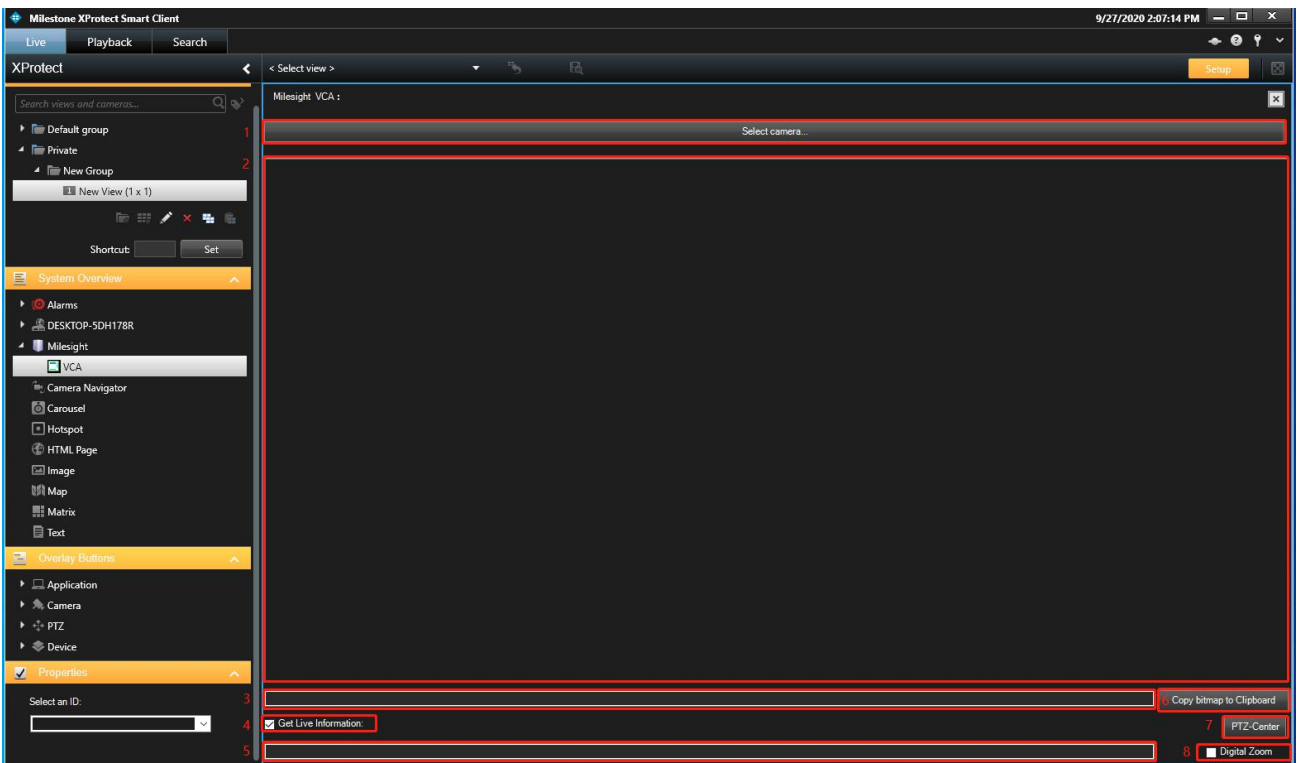 Milestone XProtect Smart Client
9/27/2020 2:07:14 PM
Live Playback Search
XProtect
< Select view >
Setup
Search views and cameras...
Milesight VCA :
1 Select camera...
Default group
Private
2
New Group
1 New View (1 x 1)
Shortcut: Set
System Overview
Alarms
DESKTOP-5DH178R
Milesight
VCA
Camera Navigator
Carousel
Hotspot
HTML Page
Image
Map
Matrix
Text
Overlay Buttons
Application
Camera
PTZ
Device
Properties
Select an ID:
3
6 Copy bitmap to Clipboard
4 Get Live Information:
7 PTZ-Center
5
8 Digital Zoom